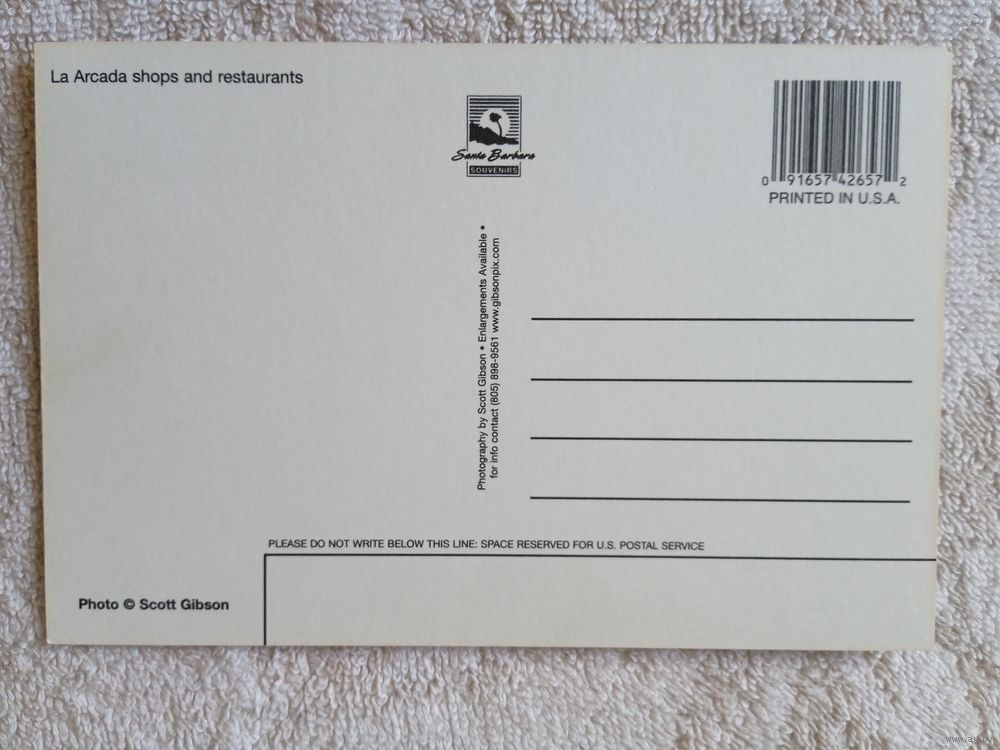 La Arcada shops and restaurants
Santa Barbara
SOUVENIRS
0 91657 42657 2
PRINTED IN U.S.A.
Photography by Scott Gibson • Enlargements Available •
for info contact (805) 898-9561 www.gibsonpix.com
PLEASE DO NOT WRITE BELOW THIS LINE: SPACE RESERVED FOR U.S. POSTAL SERVICE
Photo © Scott Gibson